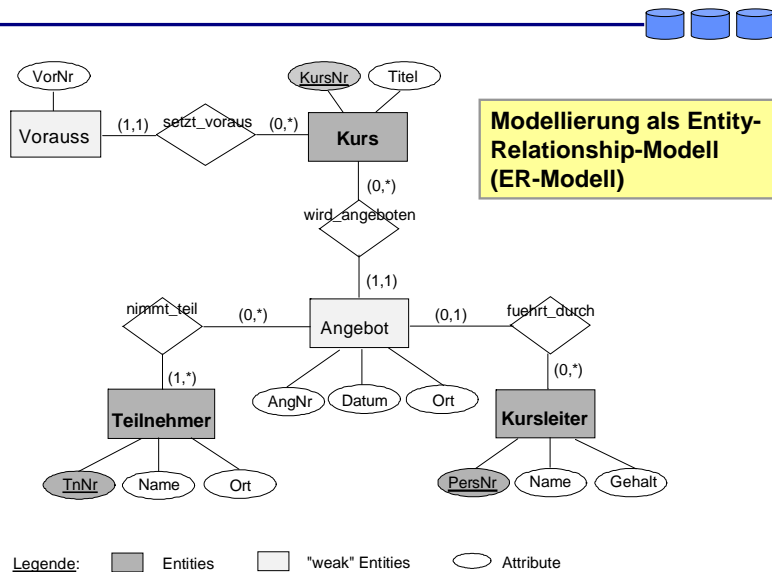 VorNr
KursNr
Titel
Vorauss
(1,1)
setzt_voraus
(0,*)
Kurs
Modellierung als Entity-
Relationship-Modell
(ER-Modell)
(0,*)
wird_angeboten
(1,1)
nimmt_teil
(0,*)
Angebot
(0,1)
fuehrt_durch
(1,*)
(0,*)
AngNr
Datum
Ort
Teilnehmer
Kursleiter
TnNr
Name
Ort
PersNr
Name
Gehalt
Legende: Entities "weak" Entities Attribute